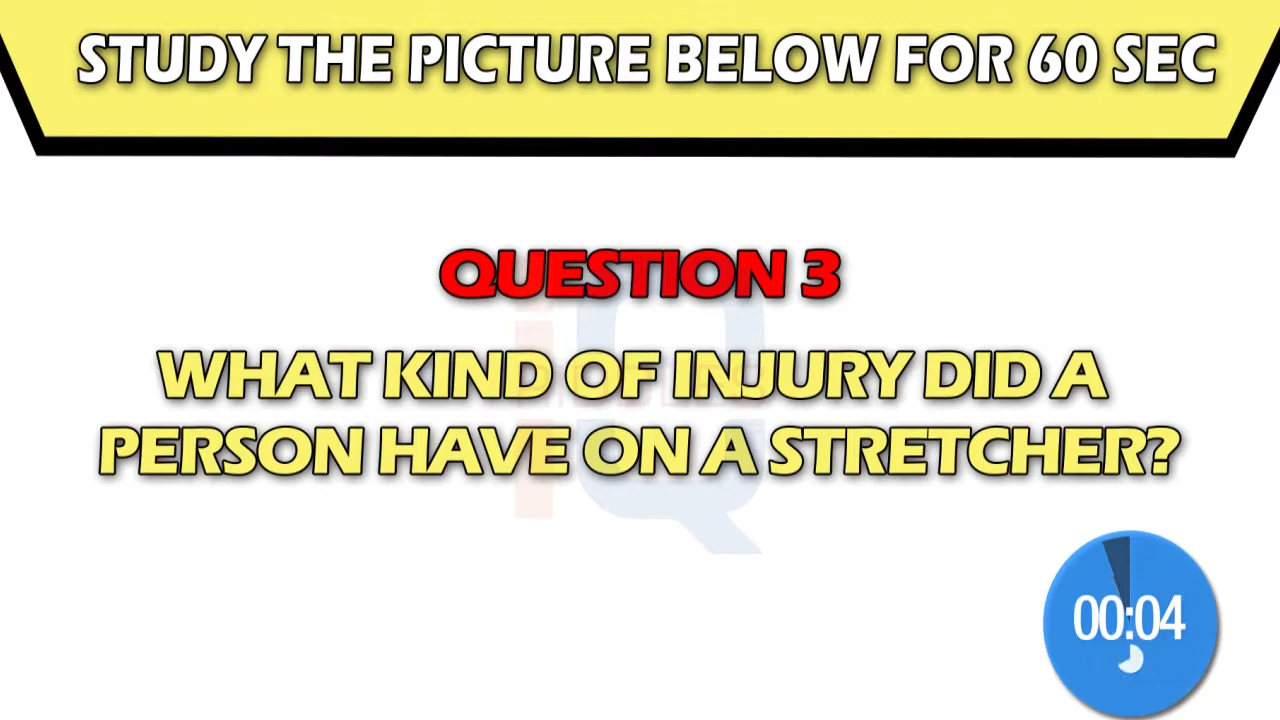 STUDY THE PICTURE BELOW FOR 60 SEC
QUESTION 3
WHAT KIND OF INJURY DID A
PERSON HAVE ON A STRETCHER?
00:04